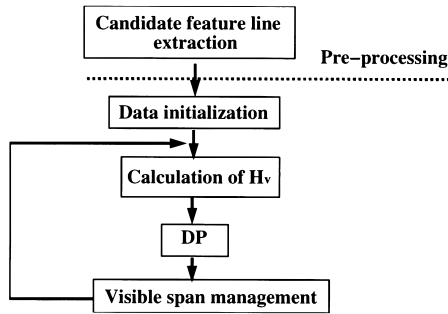 Candidate feature line
extraction
Pre-processing
Data initialization
Calculation of Hv
DP
Visible span management